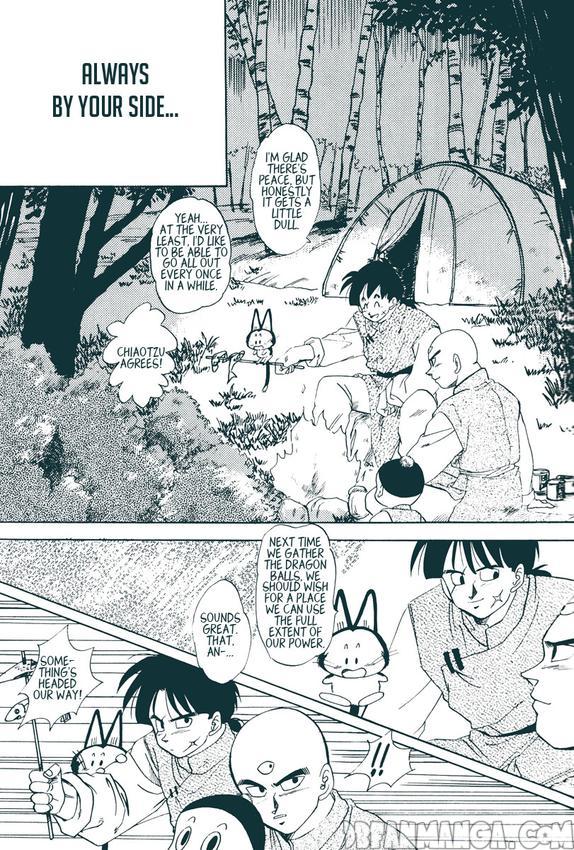 ALWAYS
BY YOUR SIDE...
I'M GLAD
THERE'S
PEACE, BUT
HONESTLY
IT GETS A
LITTLE
DULL.
YEAH...
AT THE VERY
LEAST, I'D LIKE
TO BE ABLE TO
GO ALL OUT
EVERY ONCE
IN A WHILE.
CHIAOTZU
AGREES!
NEXT TIME
WE GATHER
THE DRAGON
BALLS, WE
SHOULD WISH
FOR A PLACE
WE CAN USE
THE FULL
EXTENT OF
OUR POWER.
SOUNDS
GREAT.
THAT,
AN-...
SOME-
THING'S
HEADED
OUR WAY!
!!
DBFANMANGA.COM